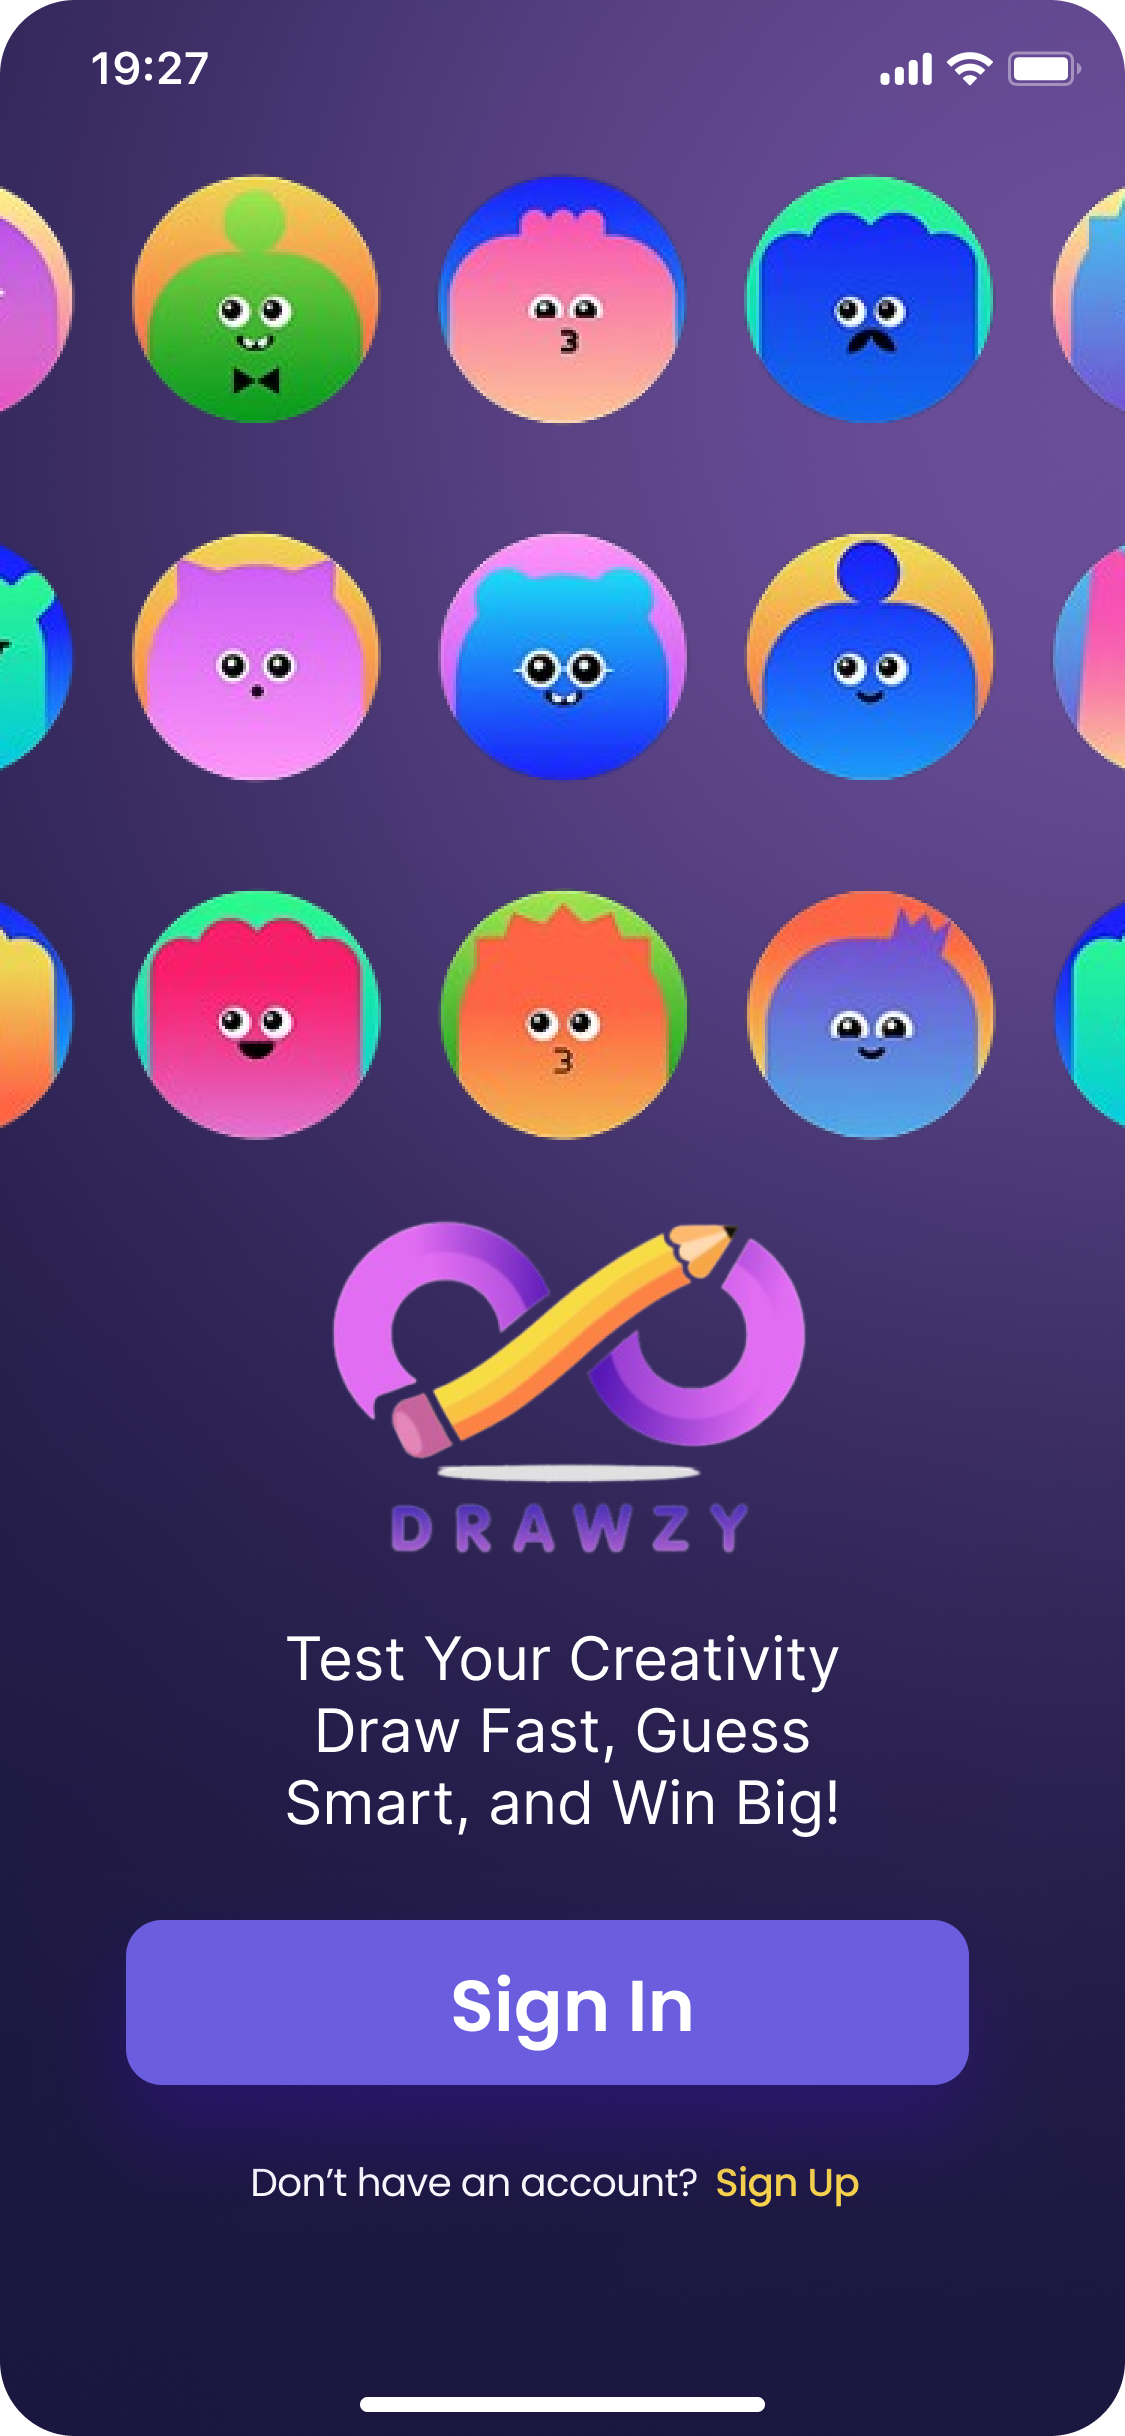 19:27
DRAWZY
Test Your Creativity
Draw Fast, Guess
Smart, and Win Big!
Sign In
Don’t have an account? Sign Up